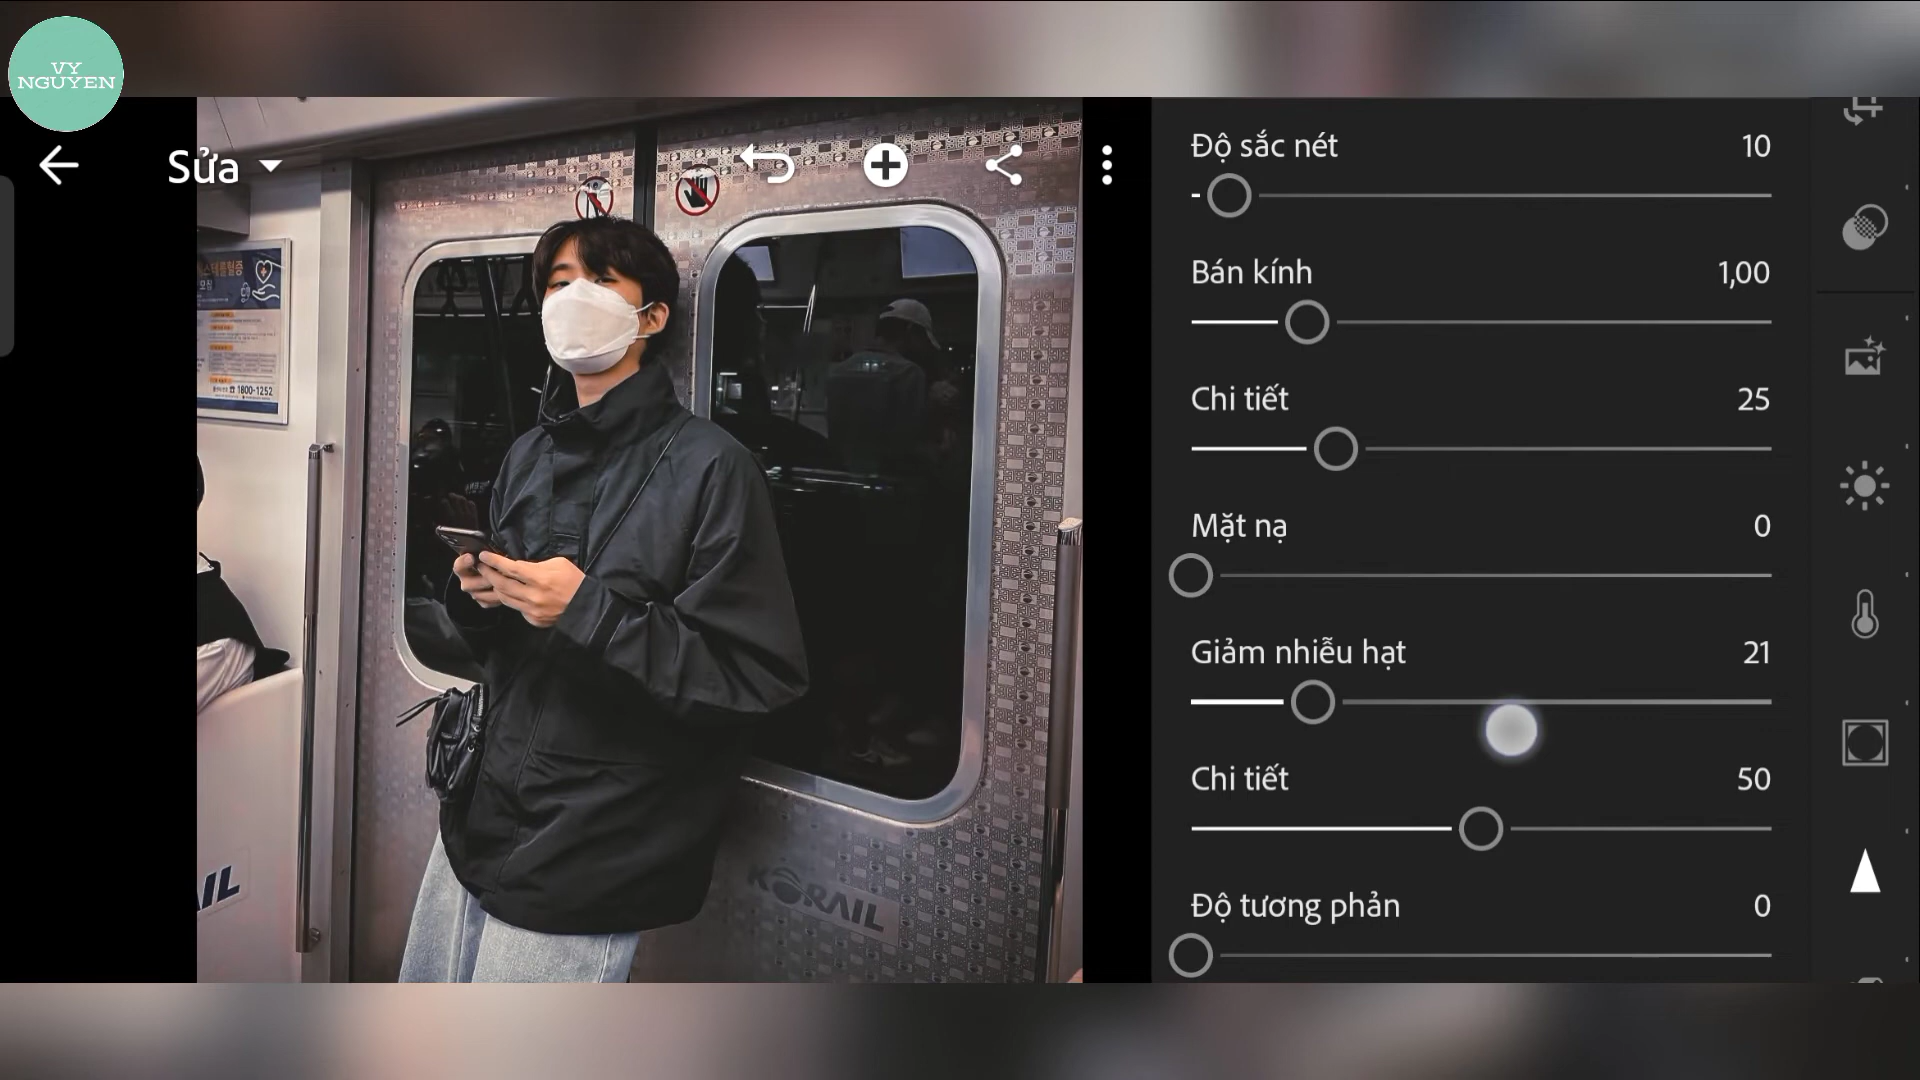 VY
NGUYEN
Sửa
Độ sắc nét 10
Bán kính 1,00
Chi tiết 25
Mặt nạ 0
Giảm nhiễu hạt 21
Chi tiết 50
Độ tương phản 0
1800-1252
KORAIL
AIL